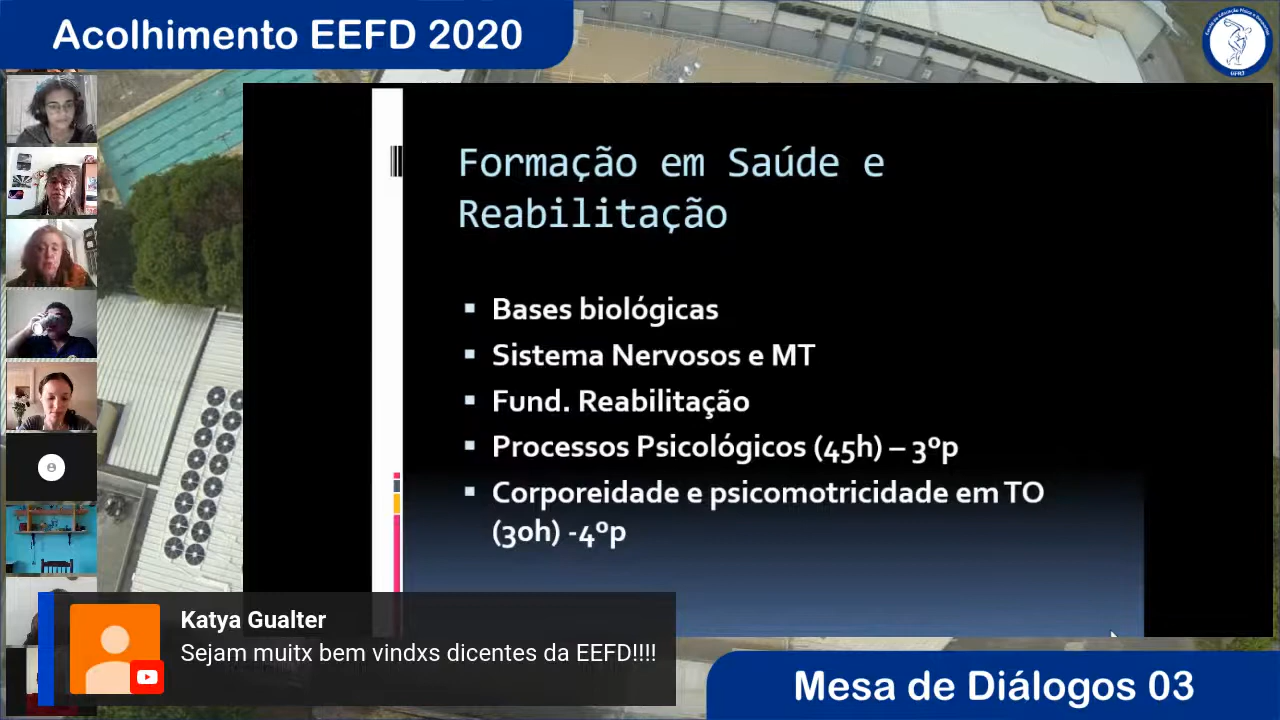 Acolhimento EEFD 2020
Formação em Saúde e
Reabilitação
Bases biológicas
Sistema Nervosos e MT
Fund. Reabilitação
Processos Psicológicos (45h) – 3ºp
Corporeidade e psicomotricidade em TO
(30h) -4ºp
Katya Gualter
Sejam muitx bem vindxs dicentes da EEFD!!!!
Mesa de Diálogos 03